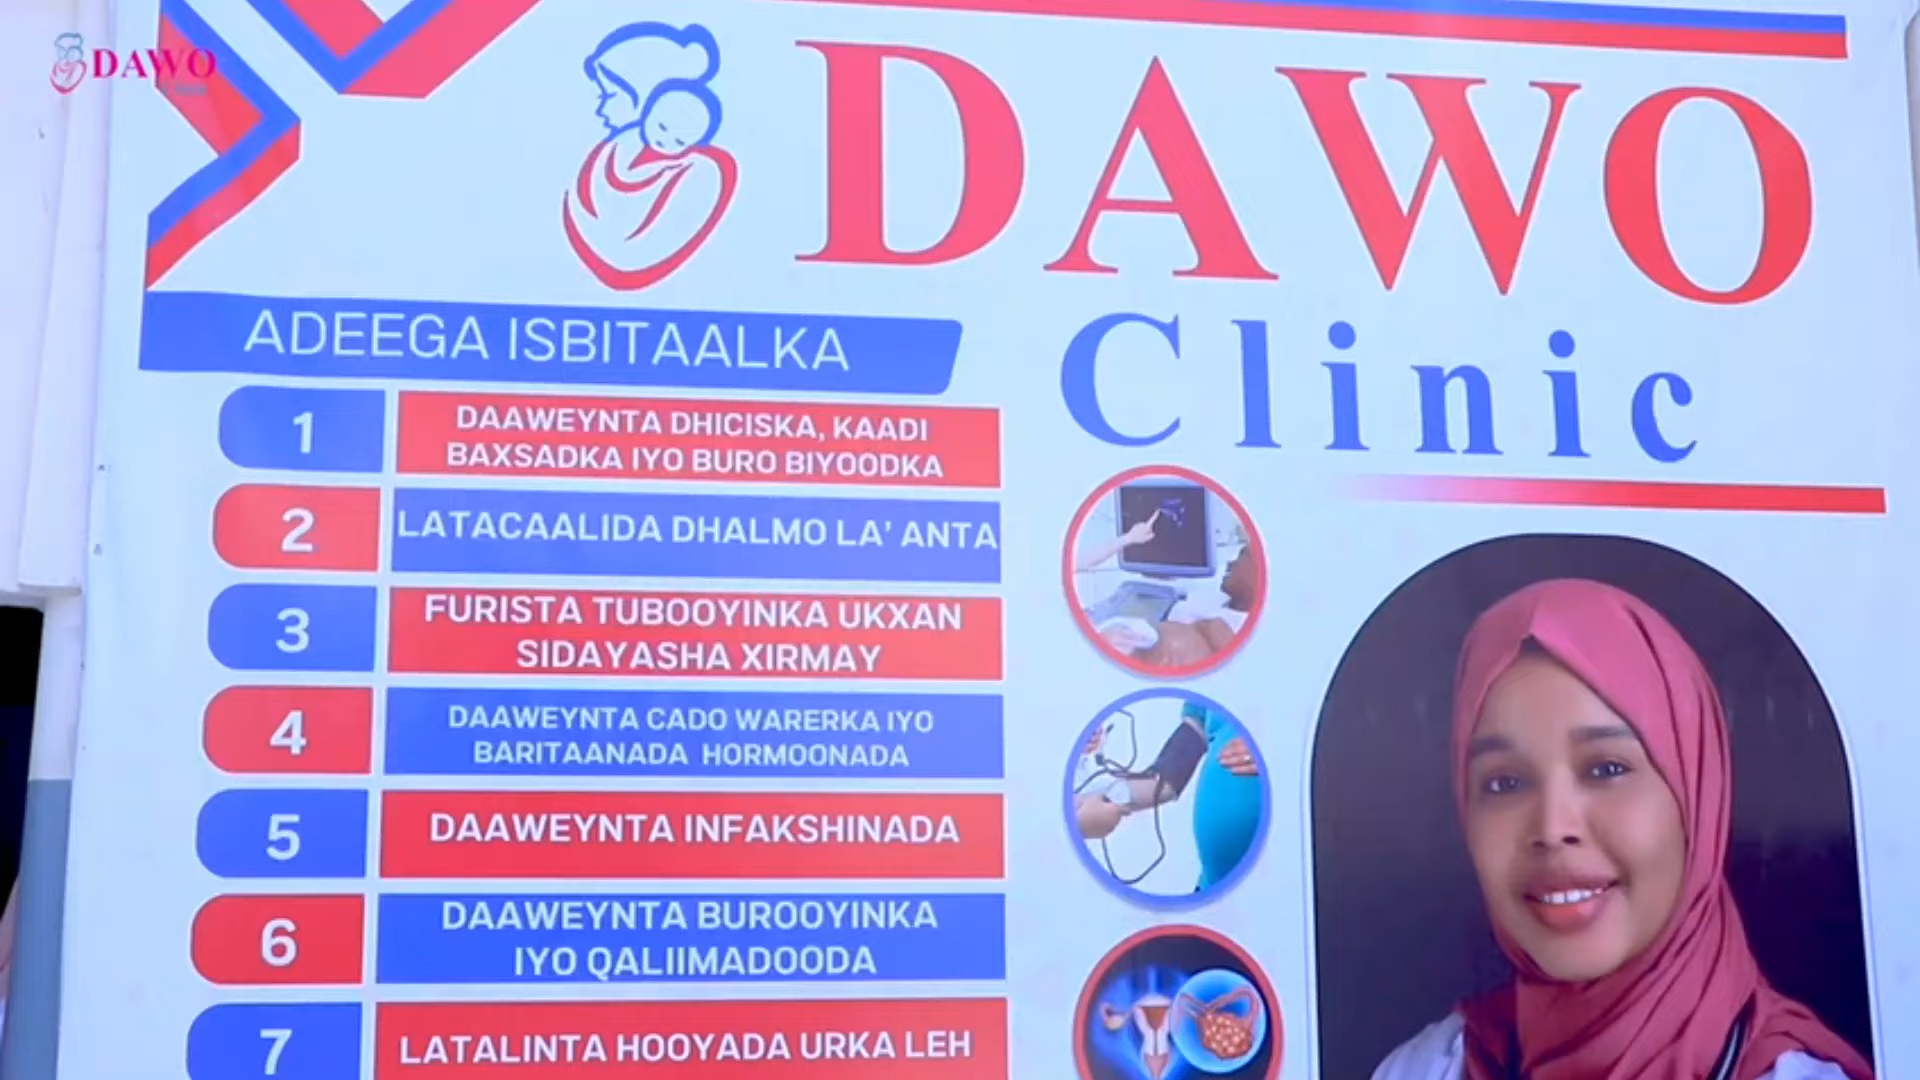 DAWO
DAWO
Clinic
ADEEGA ISBITAALKA
1
DAAWEYNTA DHICISKA, KAADI
BAXSADKA IYO BURO BIYOODKA
2
LATACAALIDA DHALMO LA' ANTA
3
FURISTA TUBOOYINKA UKXAN
SIDAYASHA XIRMAY
4
DAAWEYNTA CADO WARERKA IYO
BARITAANADA HORMOONADA
5
DAAWEYNTA INFAKSHINADA
6
DAAWEYNTA BUROOYINKA
IYO QALIIMADOODA
7
LATALINTA HOOYADA URKA LEH